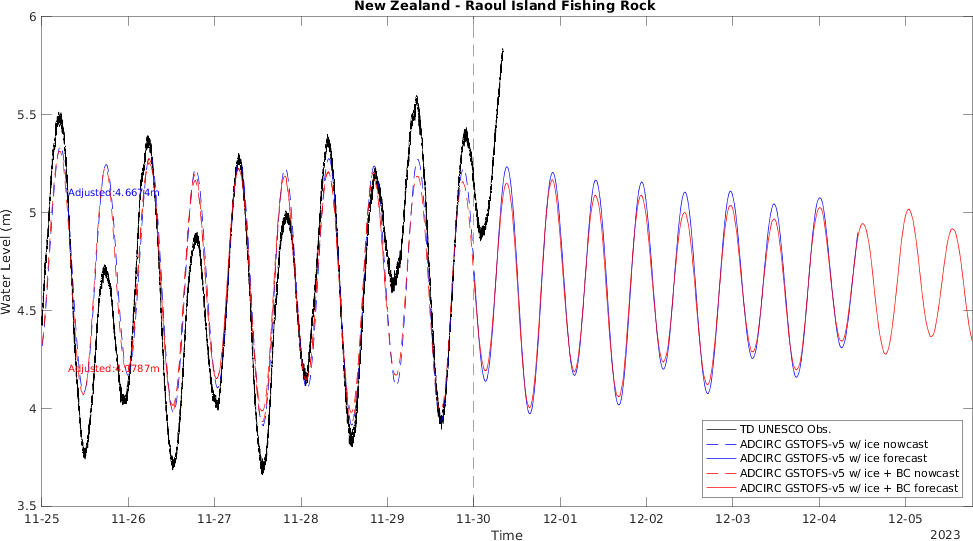 New Zealand - Raoul Island Fishing Rock
Water Level (m)
6
5.5
5
4.5
4
3.5
Adjusted:4.6674m
TD UNESCO Obs.
ADCIRC GSTOFS-v5 w/ ice nowcast
ADCIRC GSTOFS-v5 w/ ice forecast
ADCIRC GSTOFS-v5 w/ ice + BC nowcast
ADCIRC GSTOFS-v5 w/ ice + BC forecast
11-25 11-26 11-27 11-28 11-29 11-30 12-01 12-02 12-03 12-04 12-05
Time
2023